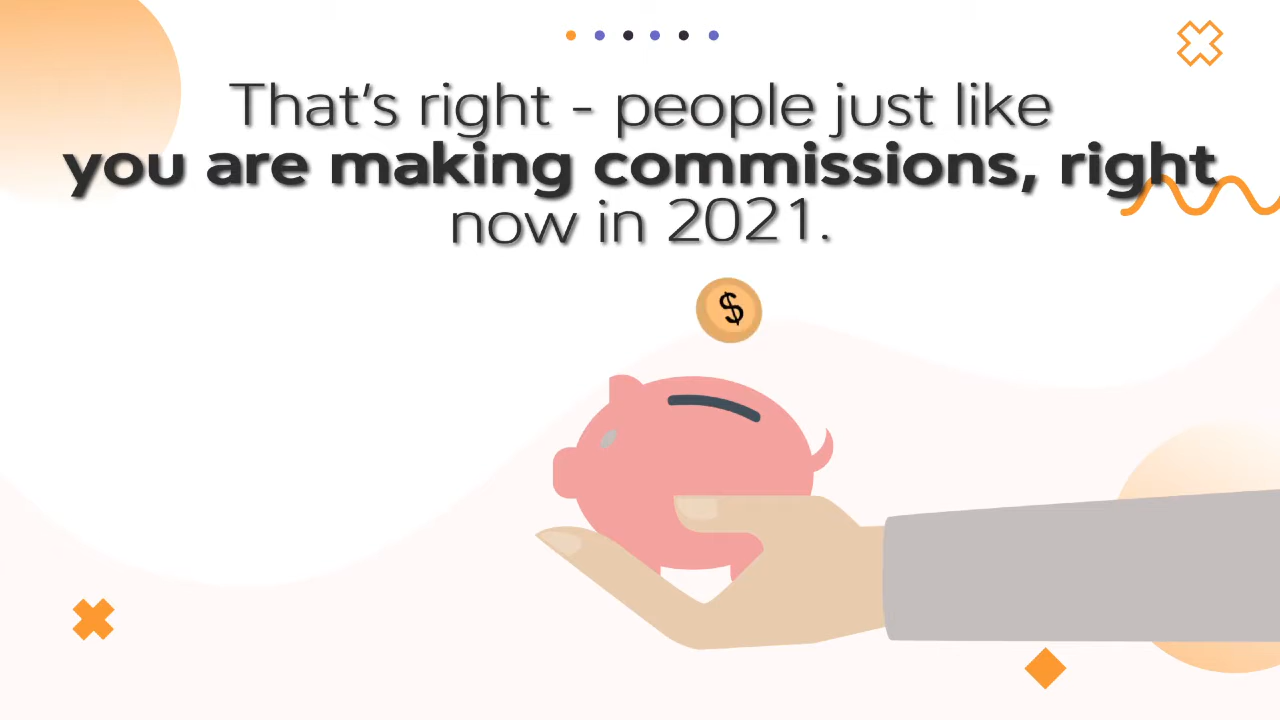 That's right - people just like
you are making commissions, right
now in 2021.
$